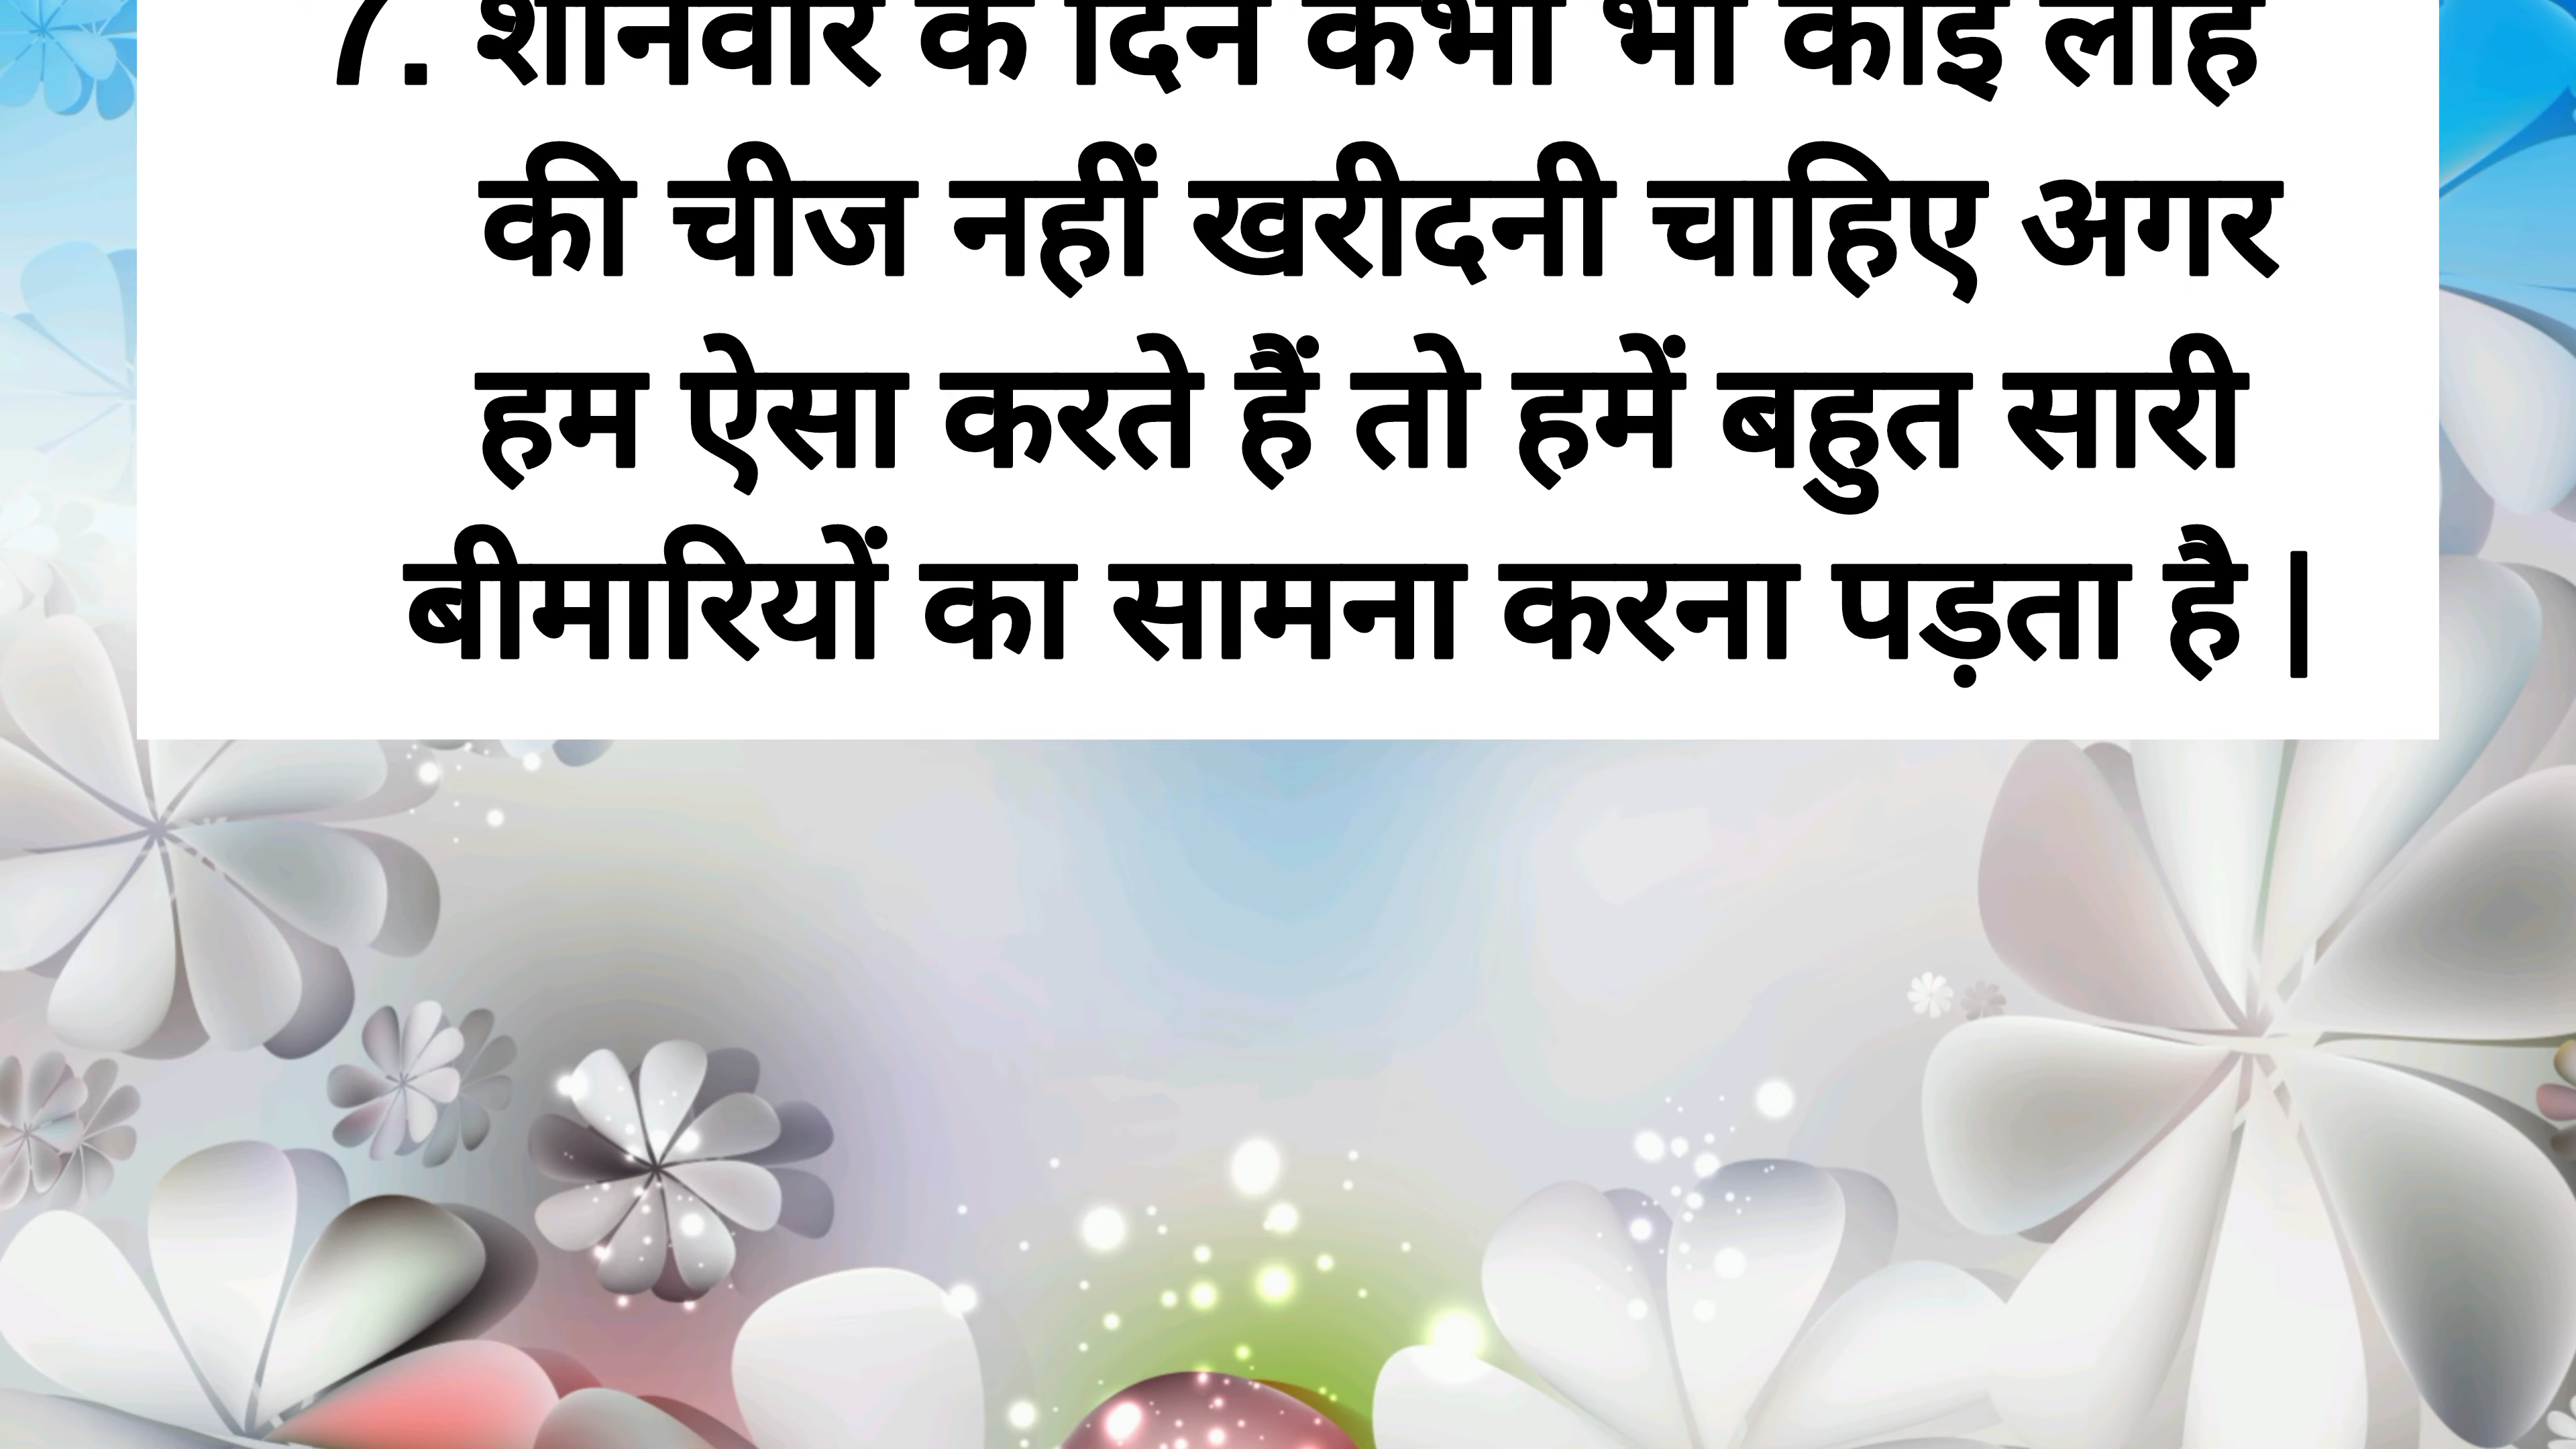 7. शनिवार के दिन कभी भी कोई लोहे
की चीज नहीं खरीदनी चाहिए अगर
हम ऐसा करते हैं तो हमें बहुत सारी
बीमारियों का सामना करना पड़ता है |